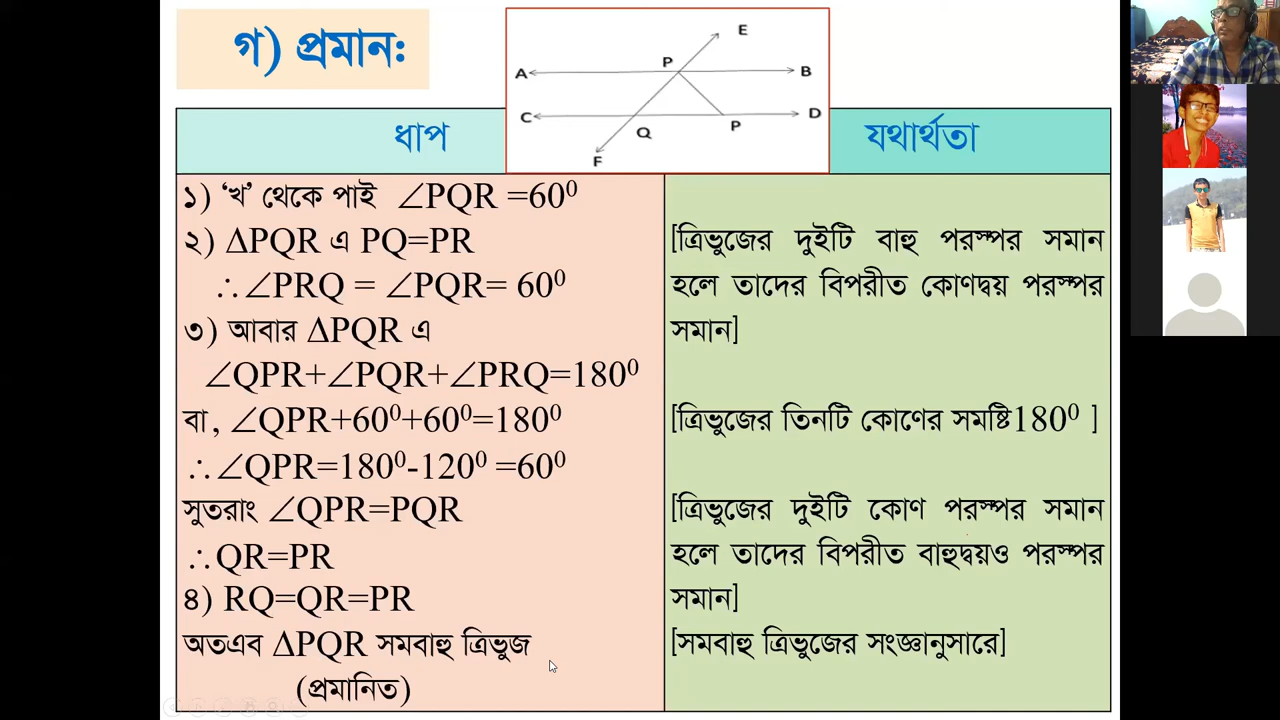 গ) প্রমান:
E
P
A
B
C
D
Q
P
F
ধাপ
যথার্থতা
১) ‘খ’ থেকে পাই ∠PQR =60⁰
২) ΔPQR এ PQ=PR
∴∠PRQ = ∠PQR= 60⁰
৩) আবার ΔPQR এ
∠QPR+∠PQR+∠PRQ=180⁰
বা, ∠QPR+60⁰+60⁰=180⁰
∴∠QPR=180⁰-120⁰ =60⁰
সুতরাং ∠QPR=PQR
∴QR=PR
৪) RQ=QR=PR
অতএব ΔPQR সমবাহু ত্রিভুজ
(প্রমানিত)
[ত্রিভুজের দুইটি বাহু পরস্পর সমান
হলে তাদের বিপরীত কোণদ্বয় পরস্পর
সমান]
[ত্রিভুজের তিনটি কোণের সমষ্টি180⁰ ]
[ত্রিভুজের দুইটি কোণ পরস্পর সমান
হলে তাদের বিপরীত বাহুদ্বয়ও পরস্পর
সমান]
[সমবাহু ত্রিভুজের সংজ্ঞানুসারে]